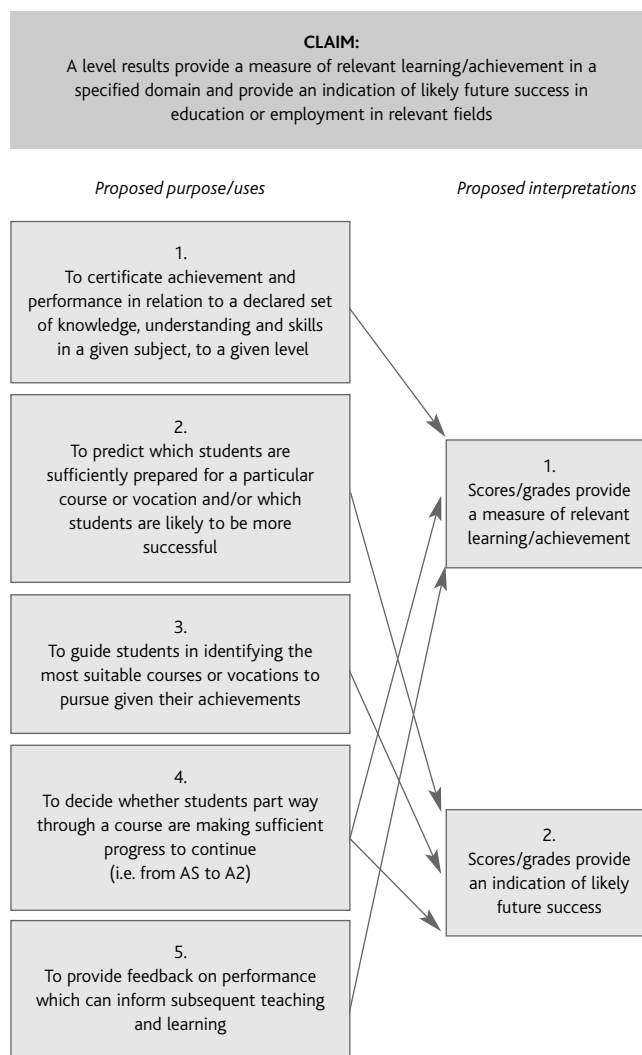 CLAIM:
A level results provide a measure of relevant learning/achievement in a
specified domain and provide an indication of likely future success in
education or employment in relevant fields
Proposed purpose/uses
Proposed interpretations
1.
To certificate achievement and
performance in relation to a declared set
of knowledge, understanding and skills
in a given subject, to a given level
2.
To predict which students are
sufficiently prepared for a particular
course or vocation and/or which
students are likely to be more
successful
3.
To guide students in identifying the
most suitable courses or vocations to
pursue given their achievements
4.
To decide whether students part way
through a course are making sufficient
progress to continue
(i.e. from AS to A2)
5.
To provide feedback on performance
which can inform subsequent teaching
and learning
1.
Scores/grades provide
a measure of relevant
learning/achievement
2.
Scores/grades provide
an indication of likely
future success